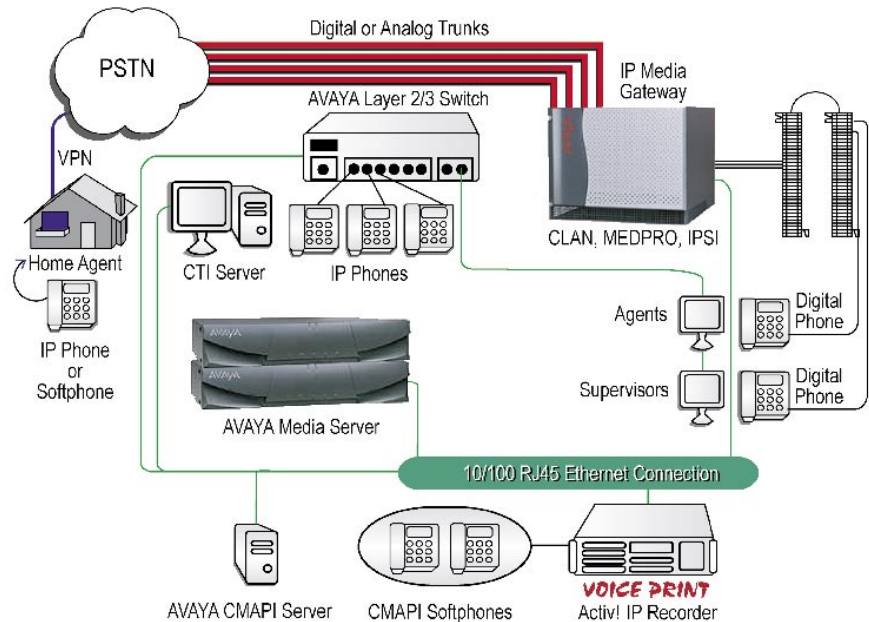 Digital or Analog Trunks
PSTN
IP Media
Gateway
AVAYA Layer 2/3 Switch
VPN
CLAN, MEDPRO, IPSI
Home Agent
CTI Server
IP Phones
Agents
Digital
Phone
IP Phone
or
Softphone
AVAYA
AVAYA
Supervisors
Digital
Phone
AVAYA Media Server
10/100 RJ45 Ethernet Connection
VOICE PRINT
AVAYA CMAPI Server
CMAPI Softphones
Activ! IP Recorder